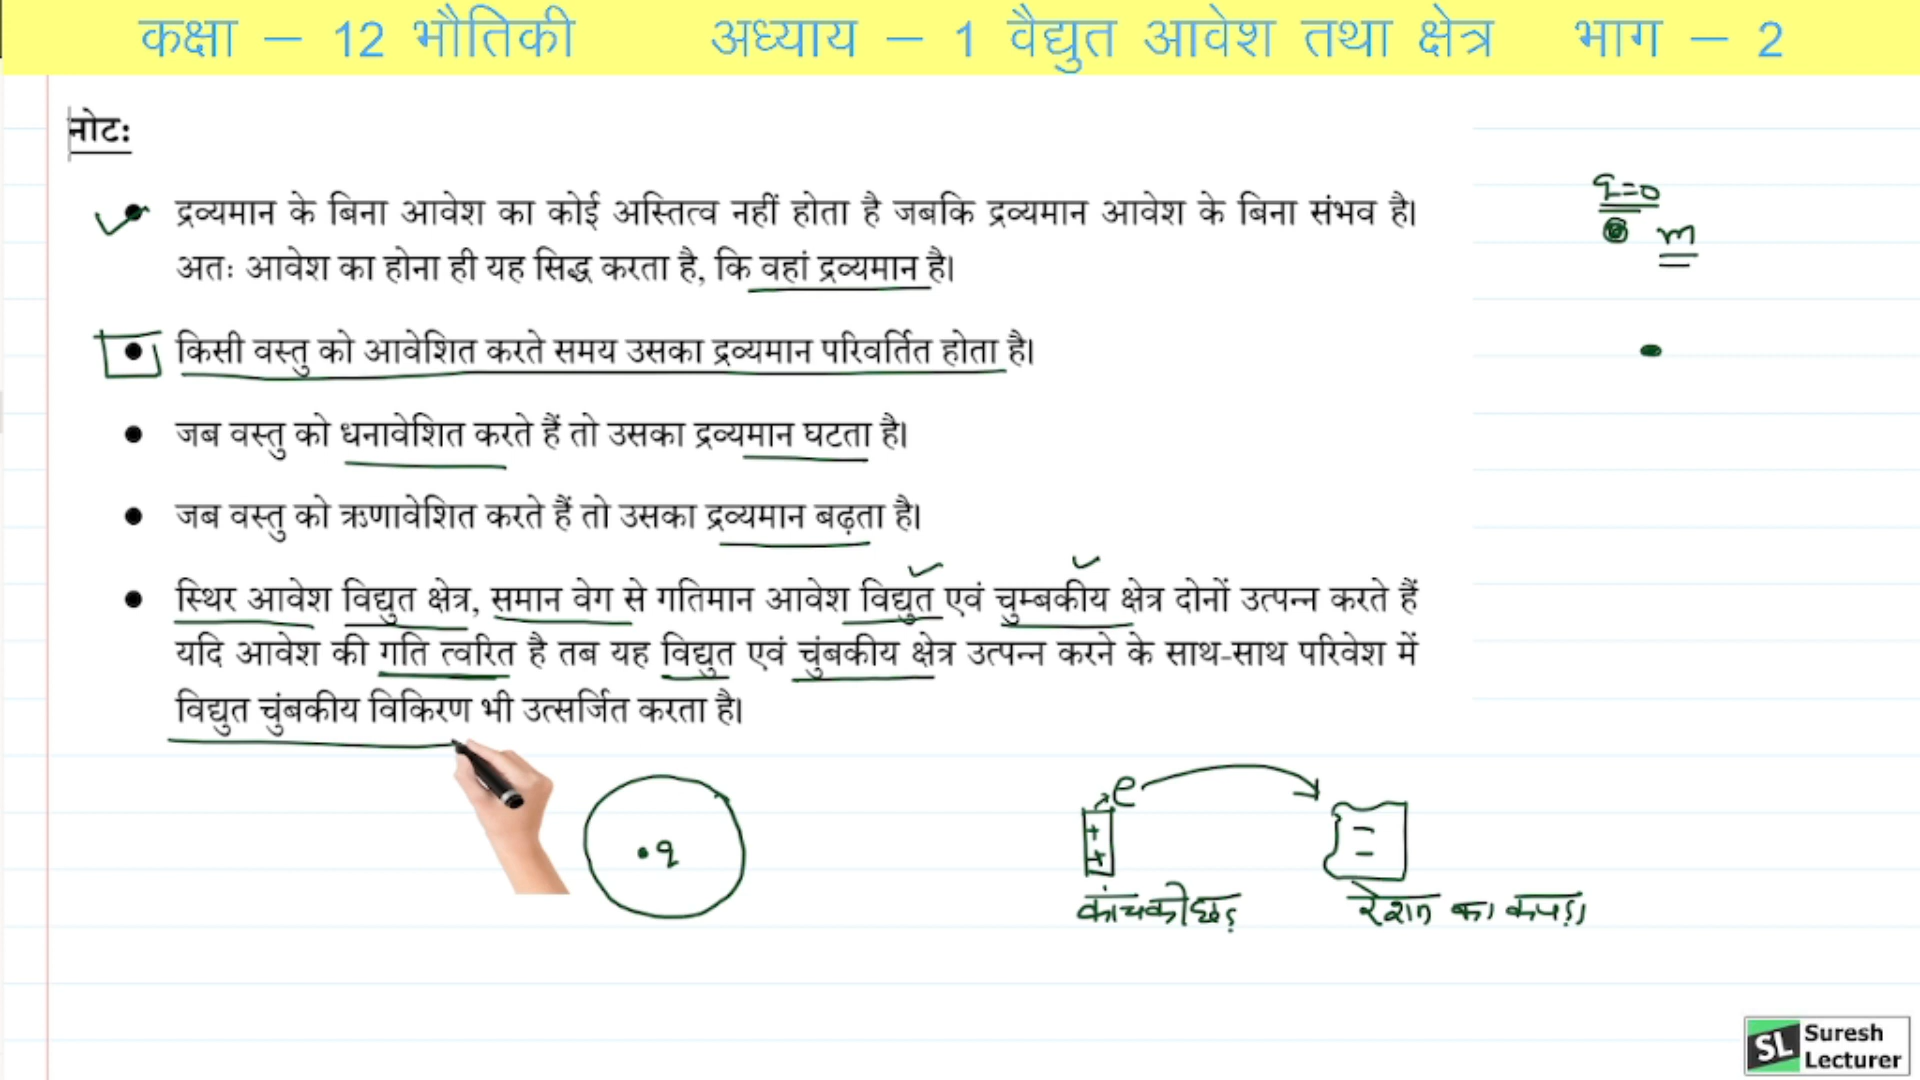 कक्षा – 12 भौतिकी अध्याय – 1 वैद्युत आवेश तथा क्षेत्र भाग – 2
नोट:
• द्रव्यमान के बिना आवेश का कोई अस्तित्व नहीं होता है जबकि द्रव्यमान आवेश के बिना संभव है।
अतः आवेश का होना ही यह सिद्ध करता है, कि वहां द्रव्यमान है।
q=0
m
• किसी वस्तु को आवेशित करते समय उसका द्रव्यमान परिवर्तित होता है।
• जब वस्तु को धनावेशित करते हैं तो उसका द्रव्यमान घटता है।
• जब वस्तु को ऋणावेशित करते हैं तो उसका द्रव्यमान बढ़ता है।
• स्थिर आवेश विद्युत क्षेत्र, समान वेग से गतिमान आवेश विद्युत एवं चुम्बकीय क्षेत्र दोनों उत्पन्न करते हैं
यदि आवेश की गति त्वरित है तब यह विद्युत एवं चुंबकीय क्षेत्र उत्पन्न करने के साथ-साथ परिवेश में
विद्युत चुंबकीय विकिरण भी उत्सर्जित करता है।
q
e
+
+
कांच की छड़
रेशम का कपड़ा
SL Suresh
Lecturer